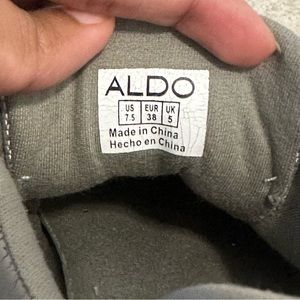 ALDO
US EUR UK
7.5 38 5
Made in China
Hecho en China